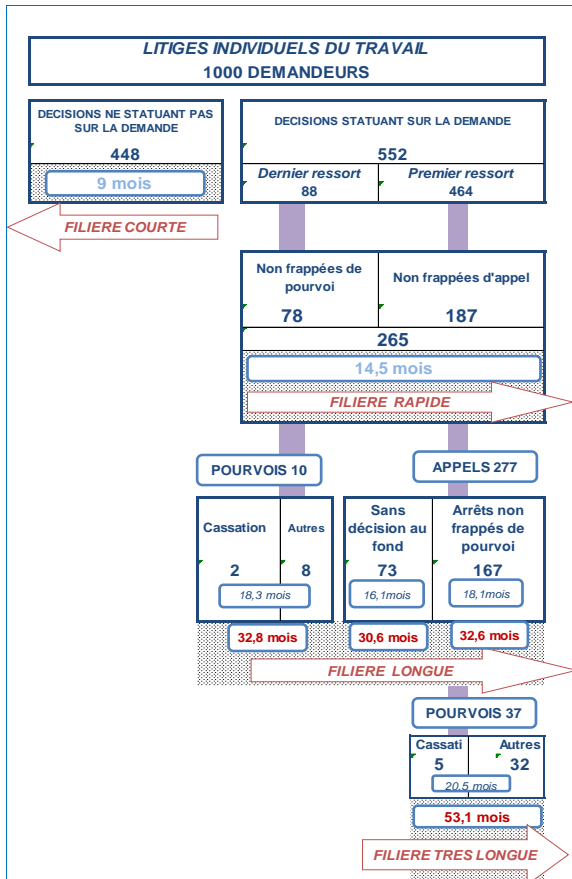 LITIGES INDIVIDUELS DU TRAVAIL
1000 DEMANDEURS
DECISIONS NE STATUANT PAS
SUR LA DEMANDE
448
9 mois
FILIERE COURTE
DECISIONS STATUANT SUR LA DEMANDE
552
Dernier ressort
88
Premier ressort
464
Non frappées de
pourvoi
78
Non frappées d'appel
187
265
14,5 mois
FILIERE RAPIDE
POURVOIS 10
APPELS 277
Cassation
2
Autres
8
18,3 mois
32,8 mois
Sans
décision au
fond
73
16,1mois
30,6 mois
Arrêts non
frappés de
pourvoi
167
18,1mois
32,6 mois
FILIERE LONGUE
POURVOIS 37
Cassati
5
Autres
32
20,5 mois
53,1 mois
FILIERE TRES LONGUE